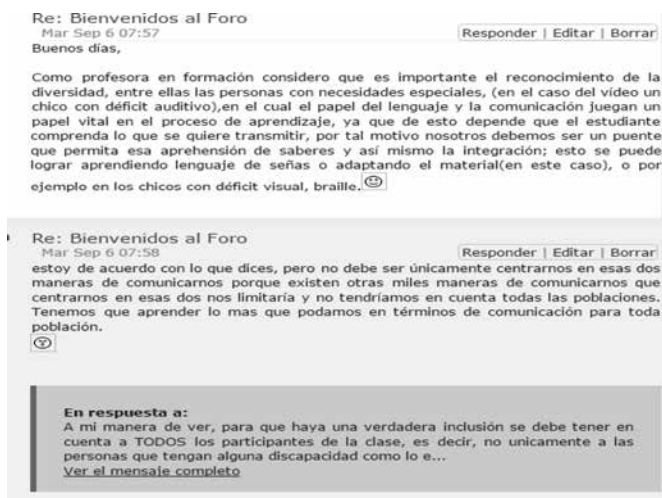 Re: Bienvenidos al Foro
Mar Sep 6 07:57
Responder | Editar | Borrar
Buenos días,
Como profesora en formación considero que es importante el reconocimiento de la
diversidad, entre ellas las personas con necesidades especiales, (en el caso del vídeo un
chico con déficit auditivo),en el cual el papel del lenguaje y la comunicación juegan un
papel vital en el proceso de aprendizaje, ya que de esto depende que el estudiante
comprenda lo que se quiere transmitir, por tal motivo nosotros debemos ser un puente
que permita esa aprehensión de saberes y así mismo la integración; esto se puede
lograr aprendiendo lenguaje de señas o adaptando el material(en este caso), o por
ejemplo en los chicos con déficit visual, braille.
Re: Bienvenidos al Foro
Mar Sep 6 07:58
Responder | Editar | Borrar
estoy de acuerdo con lo que dices, pero no debe ser únicamente centrarnos en esas dos
maneras de comunicarnos porque existen otras miles maneras de comunicarnos que
centrarnos en esas dos nos limitaría y no tendríamos en cuenta todas las poblaciones.
Tenemos que aprender lo mas que podamos en términos de comunicación para toda
población.
En respuesta a:
A mi manera de ver, para que haya una verdadera inclusión se debe tener en
cuenta a TODOS los participantes de la clase, es decir, no unicamente a las
personas que tengan alguna discapacidad como lo e...
Ver el mensaje completo